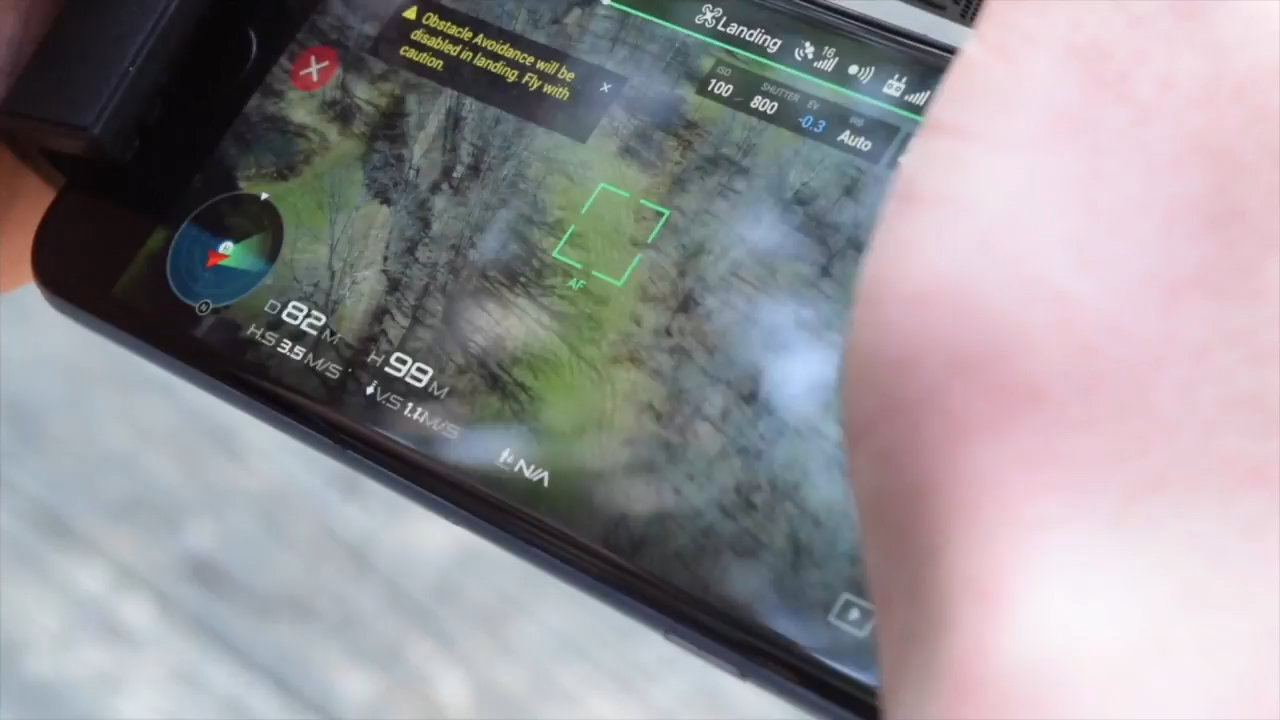 Landing
16
Obstacle Avoidance will be
disabled in landing. Fly with
caution.
ISO
100
SHUTTER
800
EV
-0.3
Auto
AF
H
N
D 82 M
H.S 3.5 M/S
H 99 M
V.S 1.1 M/S
N/A